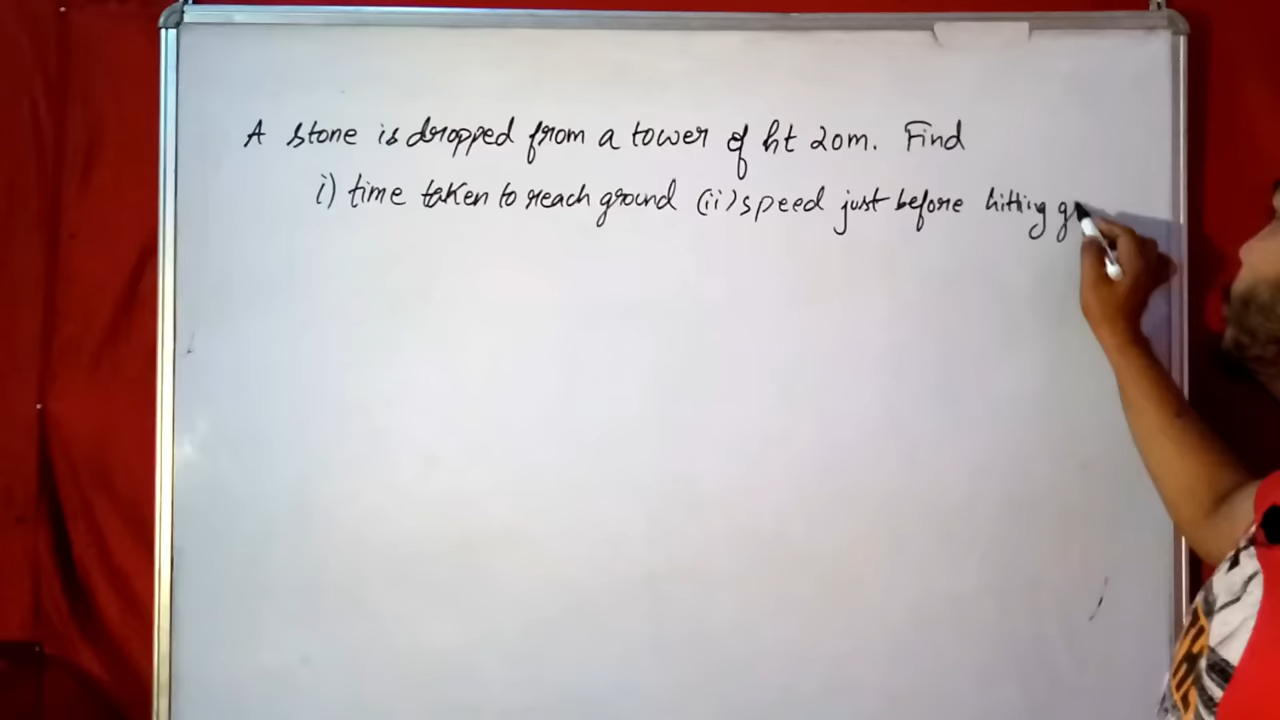 A stone is dropped from a tower of ht 20m. Find
i) time taken to reach ground (ii) speed just before hitting g